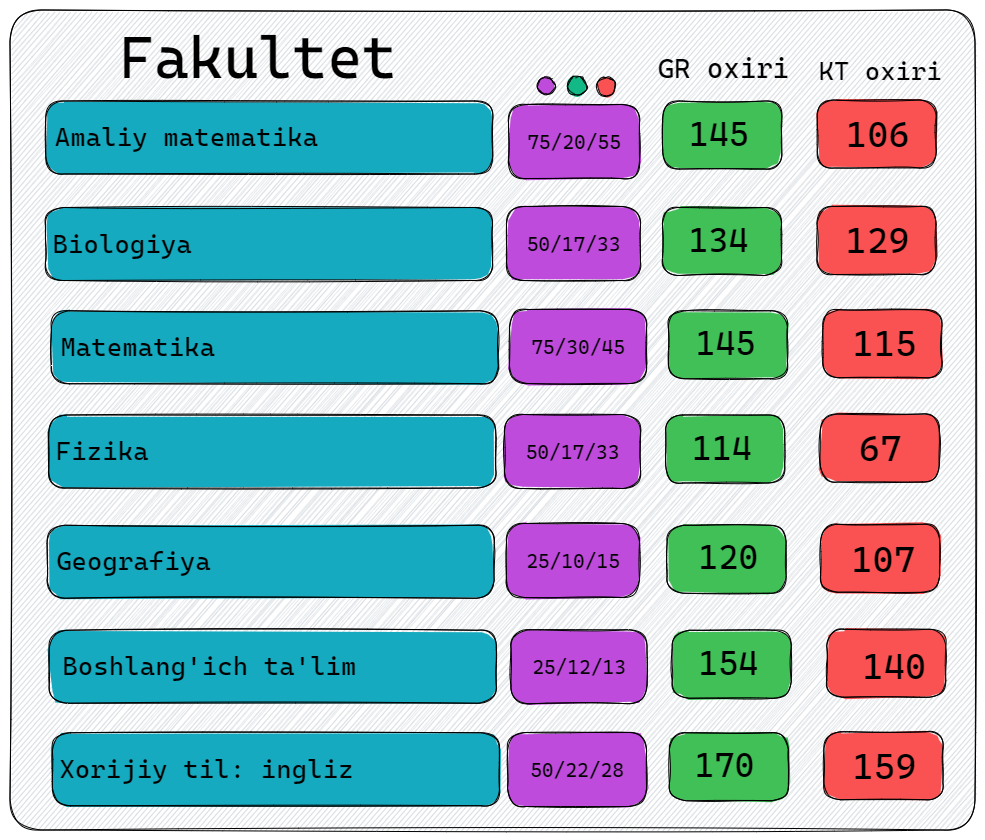 Fakultet
GR oxiri KT oxiri
Amaliy matematika 75/20/55 145 106
Biologiya 50/17/33 134 129
Matematika 75/30/45 145 115
Fizika 50/17/33 114 67
Geografiya 25/10/15 120 107
Boshlang'ich ta'lim 25/12/13 154 140
Xorijiy til: ingliz 50/22/28 170 159